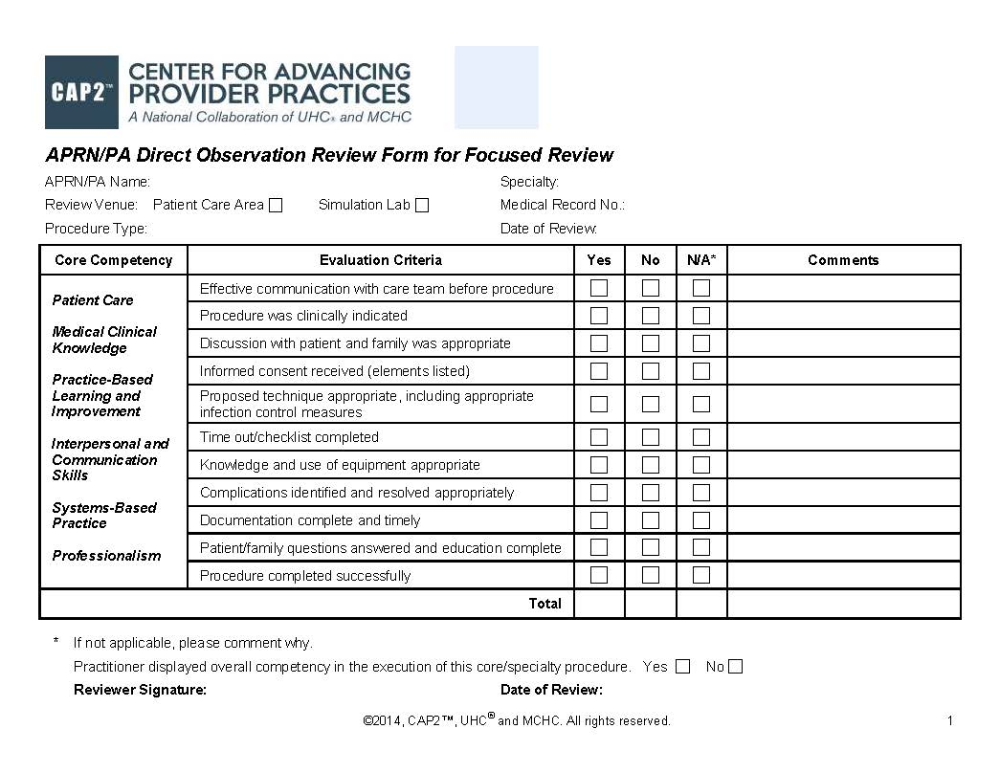 CAP2™ CENTER FOR ADVANCING
PROVIDER PRACTICES
A National Collaboration of UHC® and MCHC
APRN/PA Direct Observation Review Form for Focused Review
APRN/PA Name: Specialty:
Review Venue: Patient Care Area Simulation Lab Medical Record No.:
Procedure Type: Date of Review:
Core Competency Evaluation Criteria Yes No N/A* Comments
Patient Care
Medical Clinical
Knowledge
Practice-Based
Learning and
Improvement
Interpersonal and
Communication
Skills
Systems-Based
Practice
Professionalism
Effective communication with care team before procedure
Procedure was clinically indicated
Discussion with patient and family was appropriate
Informed consent received (elements listed)
Proposed technique appropriate, including appropriate
infection control measures
Time out/checklist completed
Knowledge and use of equipment appropriate
Complications identified and resolved appropriately
Documentation complete and timely
Patient/family questions answered and education complete
Procedure completed successfully
Total
* If not applicable, please comment why.
Practitioner displayed overall competency in the execution of this core/specialty procedure. Yes No
Reviewer Signature: Date of Review:
©2014, CAP2™, UHC® and MCHC. All rights reserved. 1